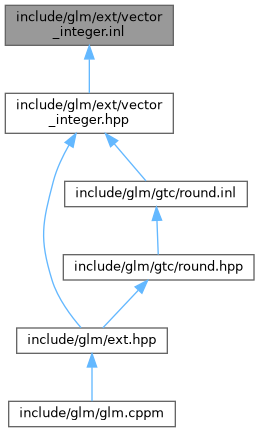 include/glm/ext/vector
_integer.inl
include/glm/ext/vector
_integer.hpp
include/glm/gtc/round.inl
include/glm/gtc/round.hpp
include/glm/ext.hpp
include/glm/glm.cppm